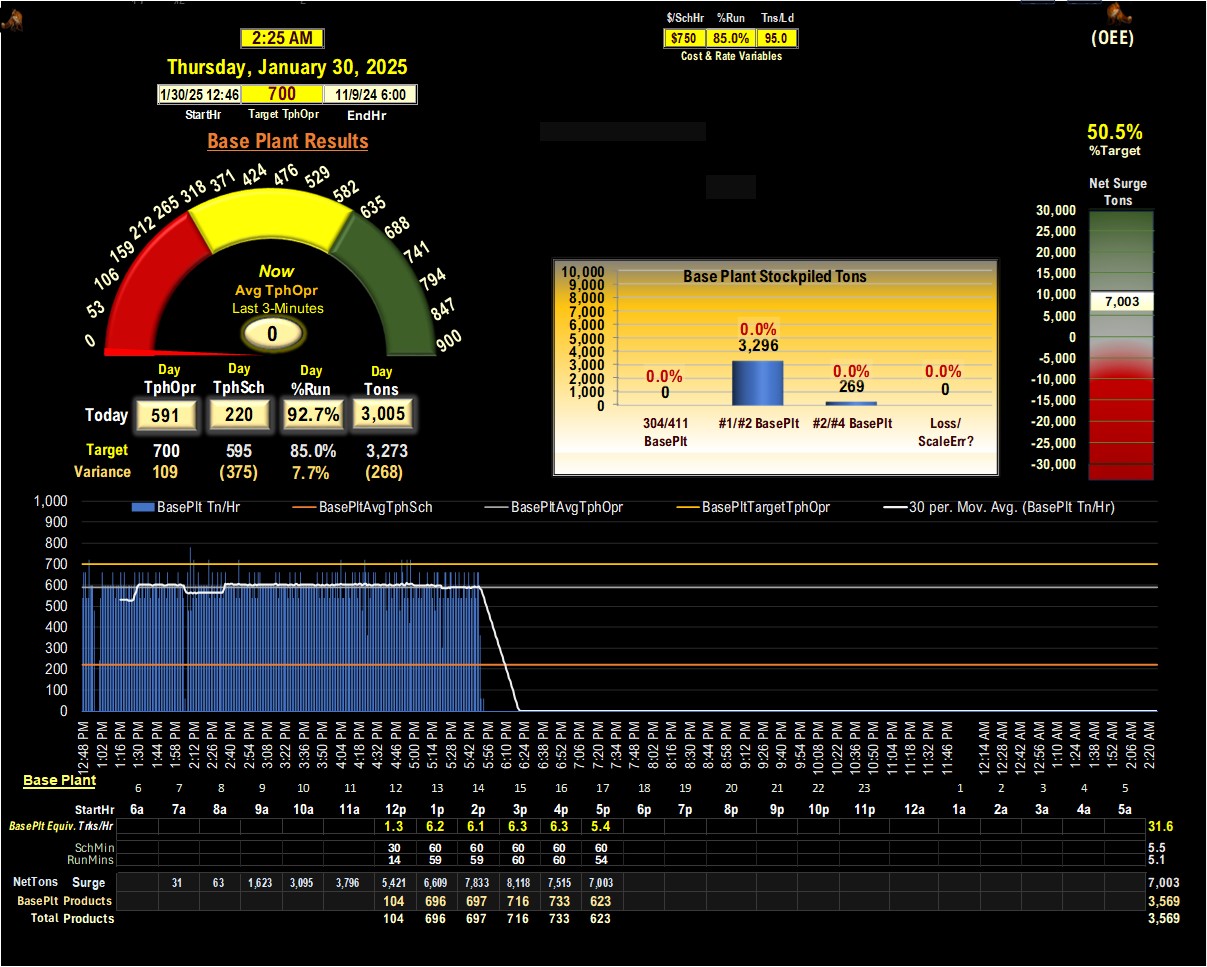 $/SchHr %Run Tns/Ld
$750 85.0% 95.0
Cost & Rate Variables
(OEE)
2:25 AM
Thursday, January 30, 2025
1/30/25 12:46 700 11/9/24 6:00
StartHr Target TphOpr EndHr
Base Plant Results
50.5%
%Target
Net Surge
Tons
30,000
25,000
20,000
15,000
10,000
7,003
5,000
0
-5,000
-10,000
-15,000
-20,000
-25,000
-30,000
0 53 106 159 212 265 318 371 424 476 529 582 635 688 741 794 847 900
Now
Avg TphOpr
Last 3-Minutes
0
Day Day Day Day
TphOpr TphSch %Run Tons
Today 591 220 92.7% 3,005
Target 700 595 85.0% 3,273
Variance 109 (375) 7.7% (268)
Base Plant Stockpiled Tons
10,000
9,000
8,000
7,000
6,000
5,000
4,000
3,000
2,000
1,000
0
0.0% 0.0% 0.0% 0.0%
0 3,296 269 0
304/411 BasePlt #1/#2 BasePlt #2/#4 BasePlt Loss/ ScaleErr?
BasePlt Tn/Hr BasePltAvgTphSch BasePltAvgTphOpr BasePltTargetTphOpr 30 per. Mov. Avg. (BasePlt Tn/Hr)
1,000
900
800
700
600
500
400
300
200
100
0
12:48 PM 1:02 PM 1:16 PM 1:30 PM 1:44 PM 1:58 PM 2:12 PM 2:26 PM 2:40 PM 2:54 PM 3:08 PM 3:22 PM 3:36 PM 3:50 PM 4:04 PM 4:18 PM 4:32 PM 4:46 PM 5:00 PM 5:14 PM 5:28 PM 5:42 PM 5:56 PM 6:10 PM 6:24 PM 6:38 PM 6:52 PM 7:06 PM 7:20 PM 7:34 PM 7:48 PM 8:02 PM 8:16 PM 8:30 PM 8:44 PM 8:58 PM 9:12 PM 9:26 PM 9:40 PM 9:54 PM 10:08 PM 10:22 PM 10:36 PM 10:50 PM 11:04 PM 11:18 PM 11:32 PM 11:46 PM 12:14 AM 12:28 AM 12:42 AM 12:56 AM 1:10 AM 1:24 AM 1:38 AM 1:52 AM 2:06 AM 2:20 AM
Base Plant
6 7 8 9 10 11 12 13 14 15 16 17 18 19 20 21 22 23 1 2 3 4 5
StartHr 6a 7a 8a 9a 10a 11a 12p 1p 2p 3p 4p 5p 6p 7p 8p 9p 10p 11p 12a 1a 2a 3a 4a 5a
BasePlt Equiv. Trks/Hr 1.3 6.2 6.1 6.3 6.3 5.4 31.6
SchMin 30 60 60 60 60 60 5.5
RunMins 14 59 59 60 60 54 5.1
NetTons Surge 31 63 1,623 3,095 3,796 5,421 6,609 7,833 8,118 7,515 7,003 7,003
BasePlt Products 104 696 697 716 733 623 3,569
Total Products 104 696 697 716 733 623 3,569